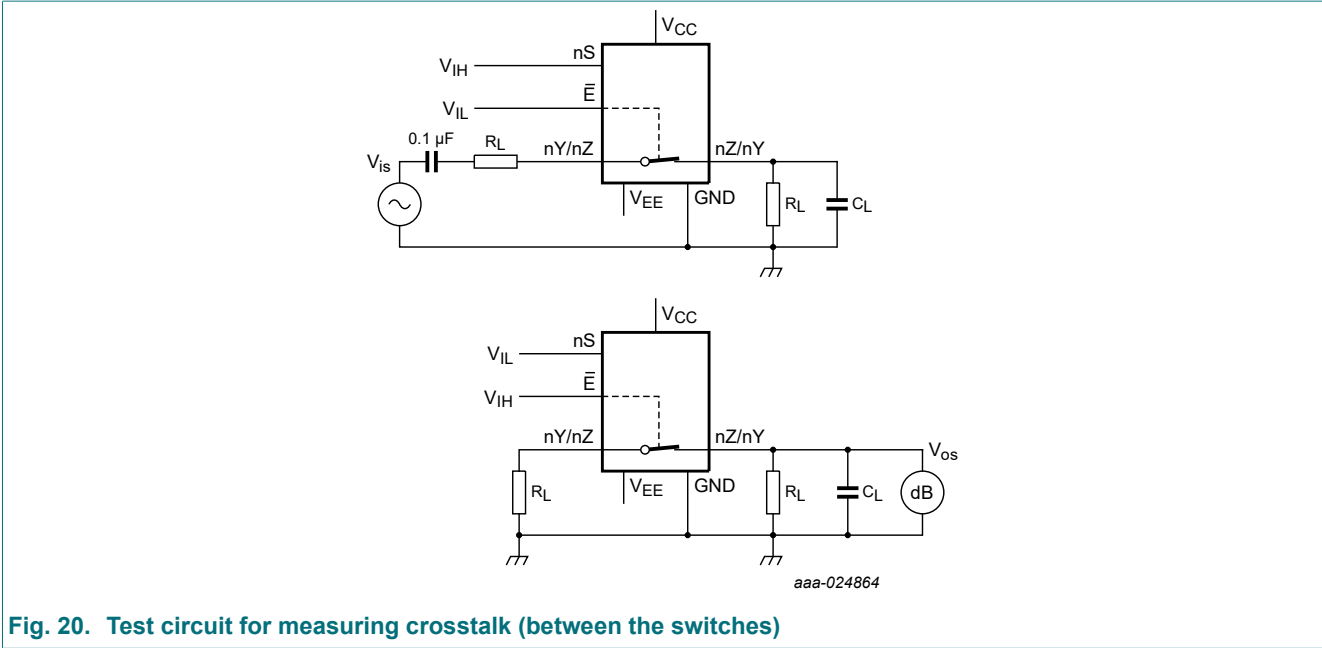 VCC
nS
VIH
Ē
VIL
0.1 µF
RL
nY/nZ
nZ/nY
Vis
VEE
GND
RL
CL
VCC
nS
VIL
Ē
VIH
nY/nZ
nZ/nY
Vos
RL
VEE
GND
RL
CL
dB
aaa-024864
Fig. 20. Test circuit for measuring crosstalk (between the switches)